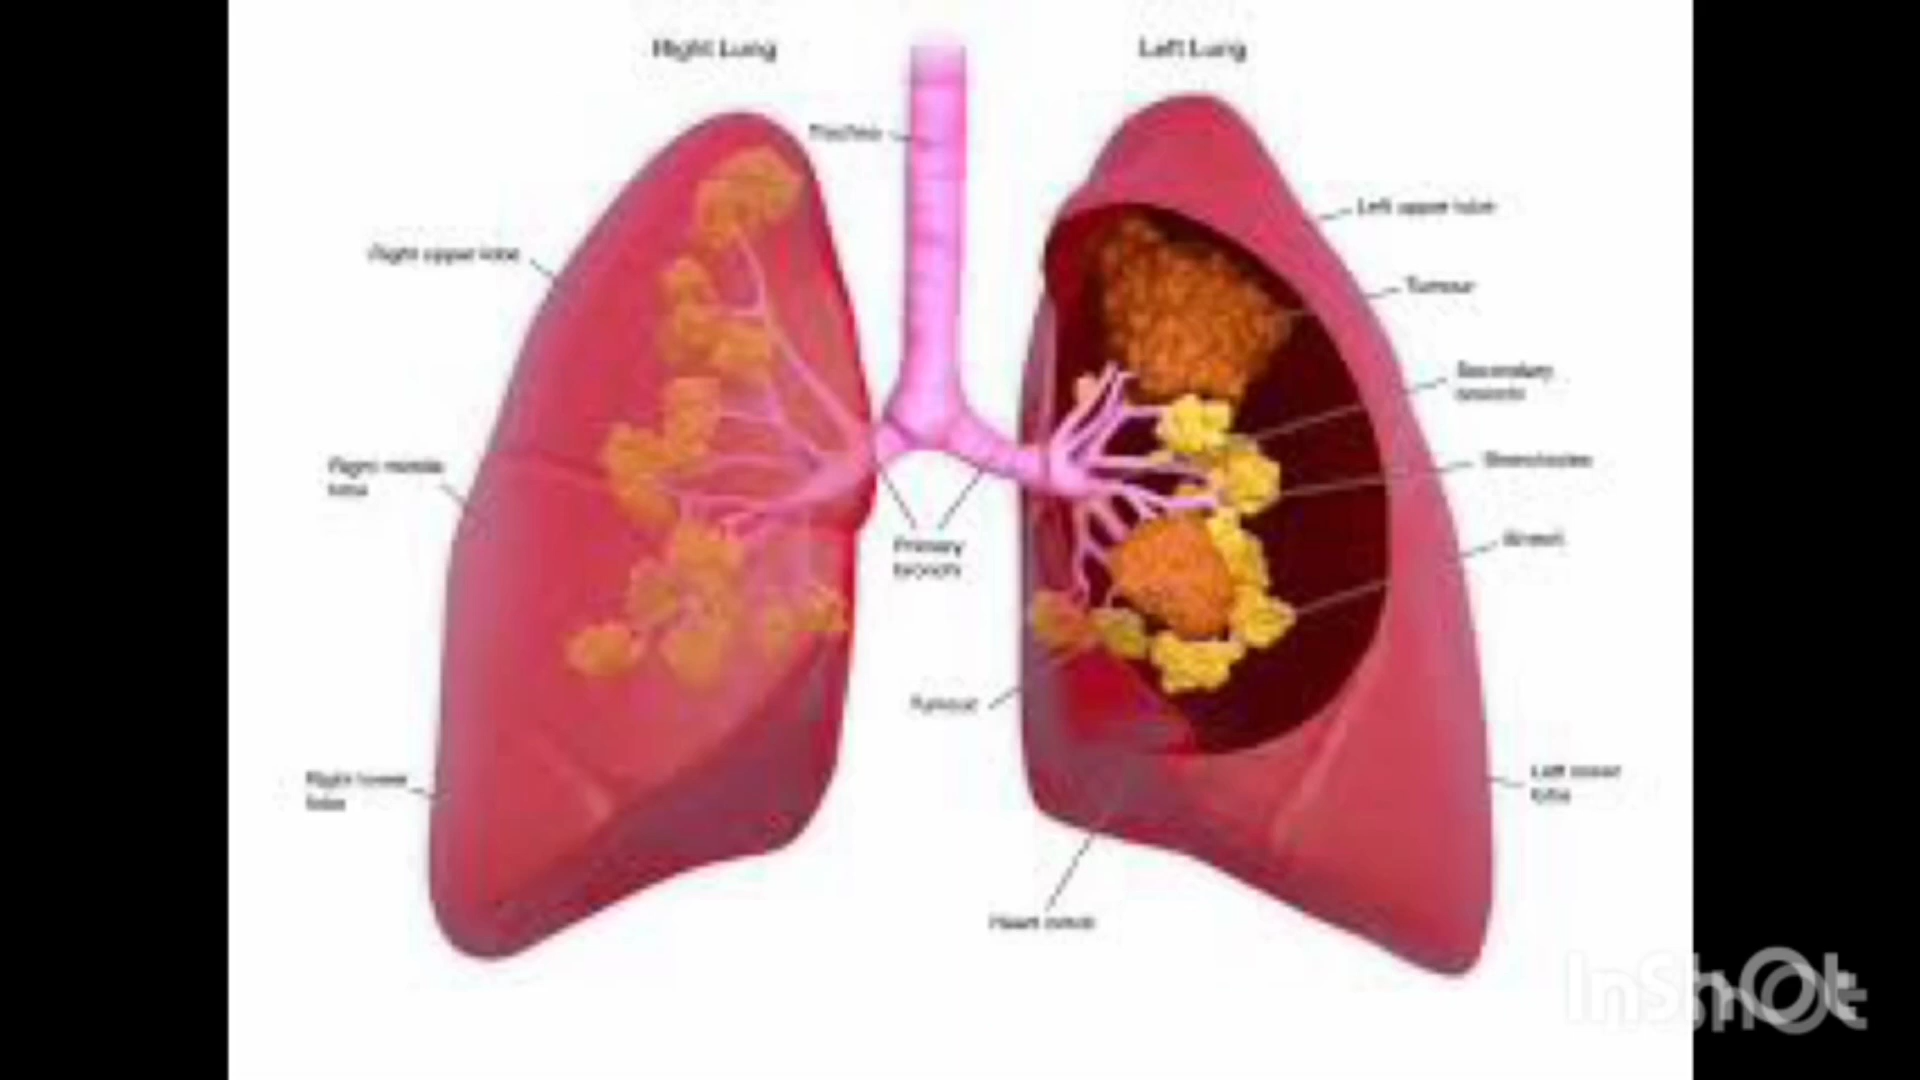 Right Lung
Left Lung
Trachea
Left upper lobe
Right upper lobe
Tumour
Secondary
bronchi
Right middle
lobe
Bronchioles
Primary
bronchi
Tumour
Right lower
lobe
Left lower
lobe
Heart notch
InShOt